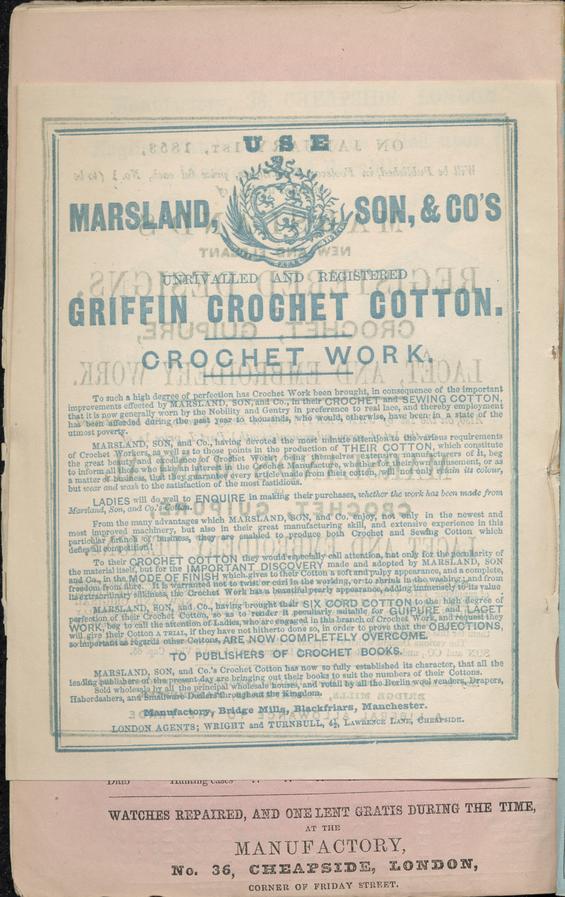 USE
MARSLAND, SON, & CO'S
UNRIVALLED AND REGISTERED
GRIFFIN CROCHET COTTON.
CROCHET WORK.
To such a high degree of perfection has Crochet Work been brought, in consequence of the important
improvements effected by MARSLAND, SON, and Co., in their CROCHET and SEWING COTTON,
that it is now generally worn by the Nobility and Gentry in preference to real lace, and thereby employment
has been afforded during the past year to thousands, who would, otherwise, have been in a state of the
utmost poverty.
MARSLAND, SON, and Co., having devoted the most minute attention to the various requirements
of Crochet Workers, as well as to those points in the production of THEIR COTTON, which constitute
the great beauty and excellence of Crochet Work; being themselves extensive manufacturers of it, beg
to inform all those who take an interest in the Crochet Manufacture, whether for their amusement, or as
a matter of business, that they guarantee every article made from their cotton, will not only retain its colour,
but wear and wash to the satisfaction of the most fastidious.
LADIES will do well to ENQUIRE in making their purchases, whether the work has been made from
Marsland, Son, and Co.'s Cotton.
From the many advantages which MARSLAND, SON, and Co. enjoy, not only in the newest and
most improved machinery, but also in their great manufacturing skill, and extensive experience in this
particular branch of business, they are enabled to produce both Crochet and Sewing Cotton, which
defies all competition!
To their CROCHET COTTON they would especially call attention, not only for the peculiarity of
the material itself, but for the IMPORTANT DISCOVERY made and adopted by MARSLAND, SON
and Co., in the MODE OF FINISH which gives to their Cotton a soft and pulpy appearance, and a complete,
freedom from fibre. It is warranted not to twist or curl in the working, or to shrink in the washing; and from
its extraordinary silkiness, the Crochet Work has a beautiful pearly appearance, adding immensely to its value
MARSLAND, SON, and Co., having brought their SIX CORD COTTON to the high degree of
perfection of their Crochet Cotton, so as to render it peculiarly suitable for GUIPURE and LACET
WORK, beg to call the attention of Ladies, who are engaged in this branch of Crochet Work, and request they
will give their Cotton A TRIAL, if they have not hitherto done so, in order to prove that the OBJECTIONS,
so important as regards other Cottons, ARE NOW COMPLETELY OVERCOME.
TO PUBLISHERS OF CROCHET BOOKS.
MARSLAND, SON, and Co.'s Crochet Cotton has now so fully established its character, that all the
leading publishers of the present day are bringing out their books to suit the numbers of their Cottons.
Sold wholesale by all the principal wholesale houses, and retail by all the Berlin wool venders, Drapers,
Haberdashers, and Smallware Dealers throughout the Kingdom.
Manufactory, Bridge Mills, Blackfriars, Manchester.
LONDON AGENTS; WRIGHT and TURNBULL, 4½, LAWRENCE LANE, CHEAPSIDE.
WATCHES REPAIRED, AND ONE LENT GRATIS DURING THE TIME,
AT THE
MANUFACTORY,
No. 36, CHEAPSIDE, LONDON,
CORNER OF FRIDAY STREET.